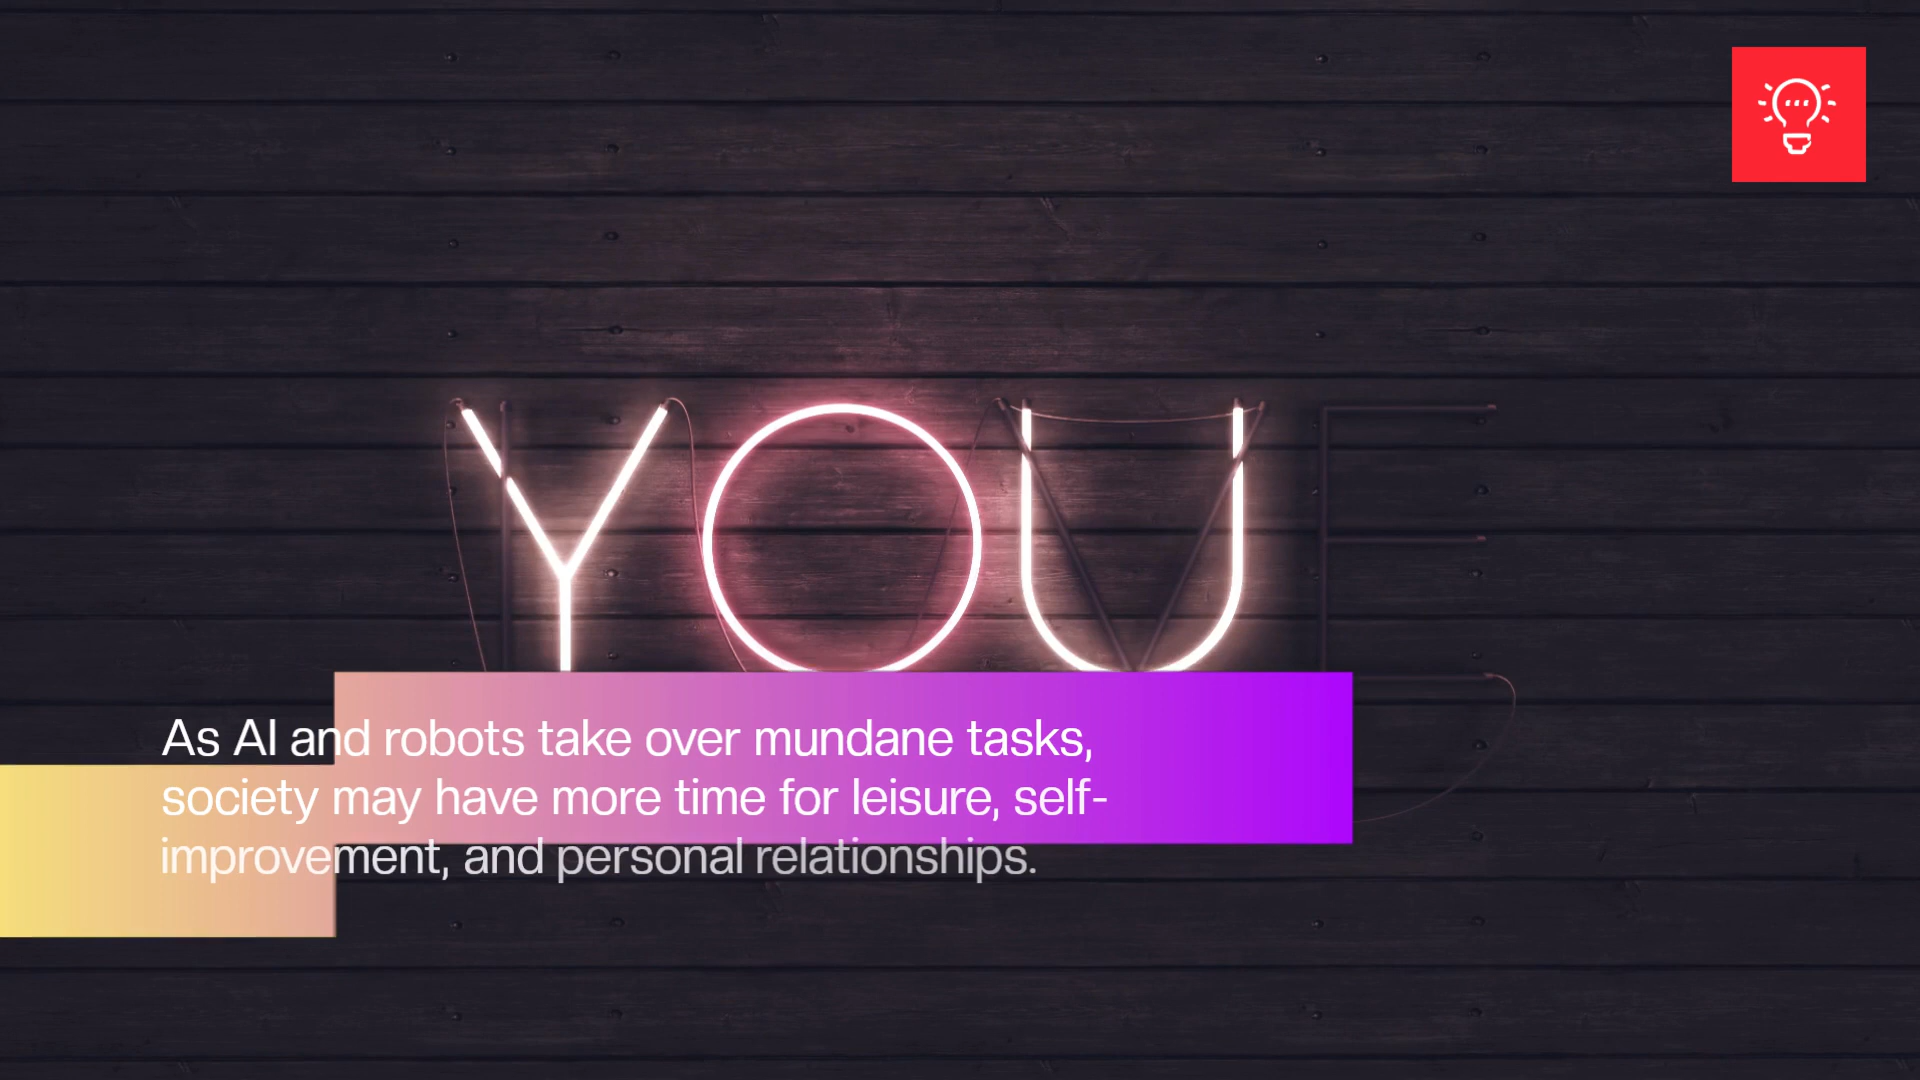 YOU
As AI and robots take over mundane tasks,
society may have more time for leisure, self-
improvement, and personal relationships.